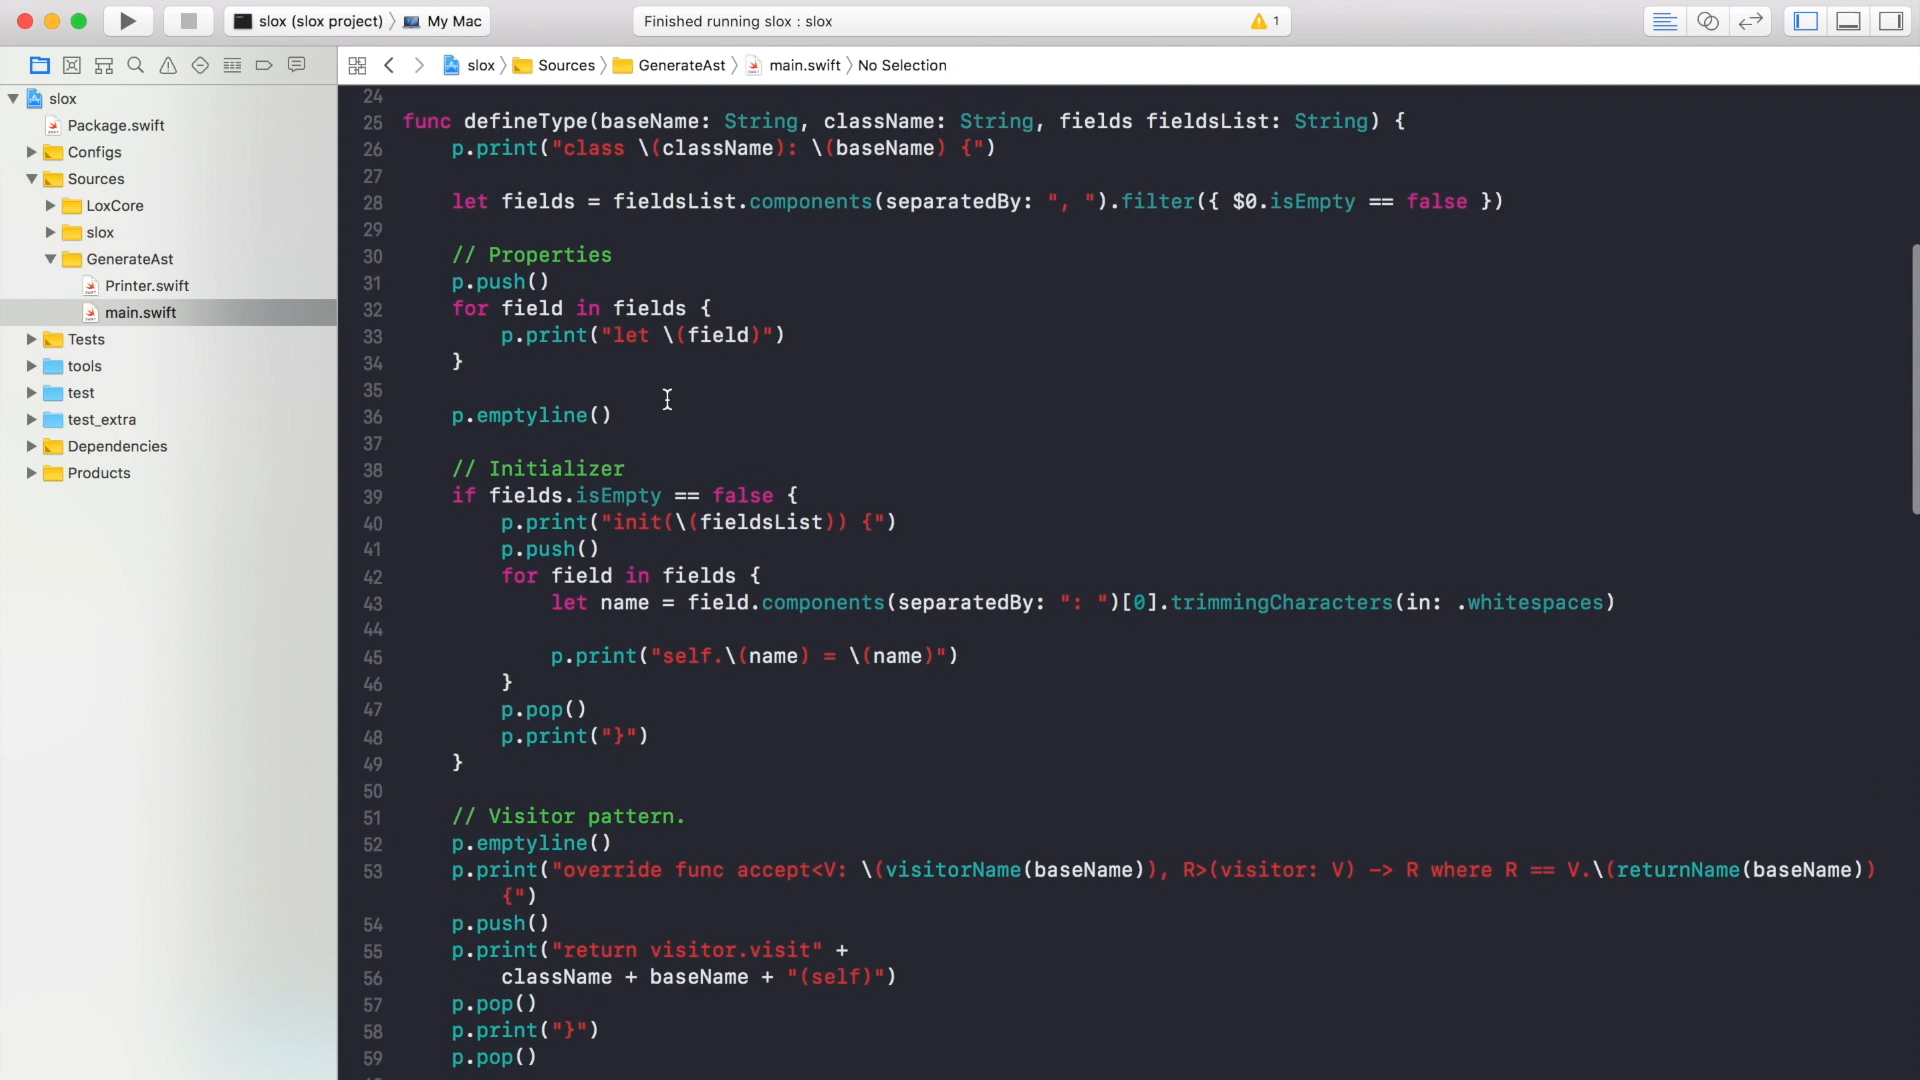 slox (slox project) 〉 My Mac
Finished running slox : slox
1
slox 〉 Sources 〉 GenerateAst 〉 main.swift 〉 No Selection
slox
Package.swift
Configs
Sources
LoxCore
slox
GenerateAst
Printer.swift
main.swift
Tests
tools
test
test_extra
Dependencies
Products
24
25 func defineType(baseName: String, className: String, fields fieldsList: String) {
26     p.print("class \(className): \(baseName) {")
27
28     let fields = fieldsList.components(separatedBy: ", ").filter({ $0.isEmpty == false })
29
30     // Properties
31     p.push()
32     for field in fields {
33         p.print("let \(field)")
34     }
35
36     p.emptyline()
37
38     // Initializer
39     if fields.isEmpty == false {
40         p.print("init(\(fieldsList)) {")
41         p.push()
42         for field in fields {
43             let name = field.components(separatedBy: ": ")[0].trimmingCharacters(in: .whitespaces)
44
45             p.print("self.\(name) = \(name)")
46         }
47         p.pop()
48         p.print("}")
49     }
50
51     // Visitor pattern.
52     p.emptyline()
53     p.print("override func accept<V: \(visitorName(baseName)), R>(visitor: V) -> R where R == V.\(returnName(baseName))
{")
54     p.push()
55     p.print("return visitor.visit" +
56         className + baseName + "(self)")
57     p.pop()
58     p.print("}")
59     p.pop()